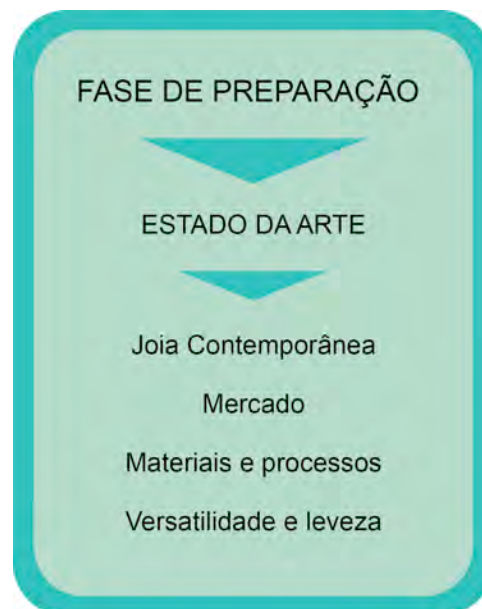 FASE DE PREPARAÇÃO
ESTADO DA ARTE
Joia Contemporânea
Mercado
Materiais e processos
Versatilidade e leveza